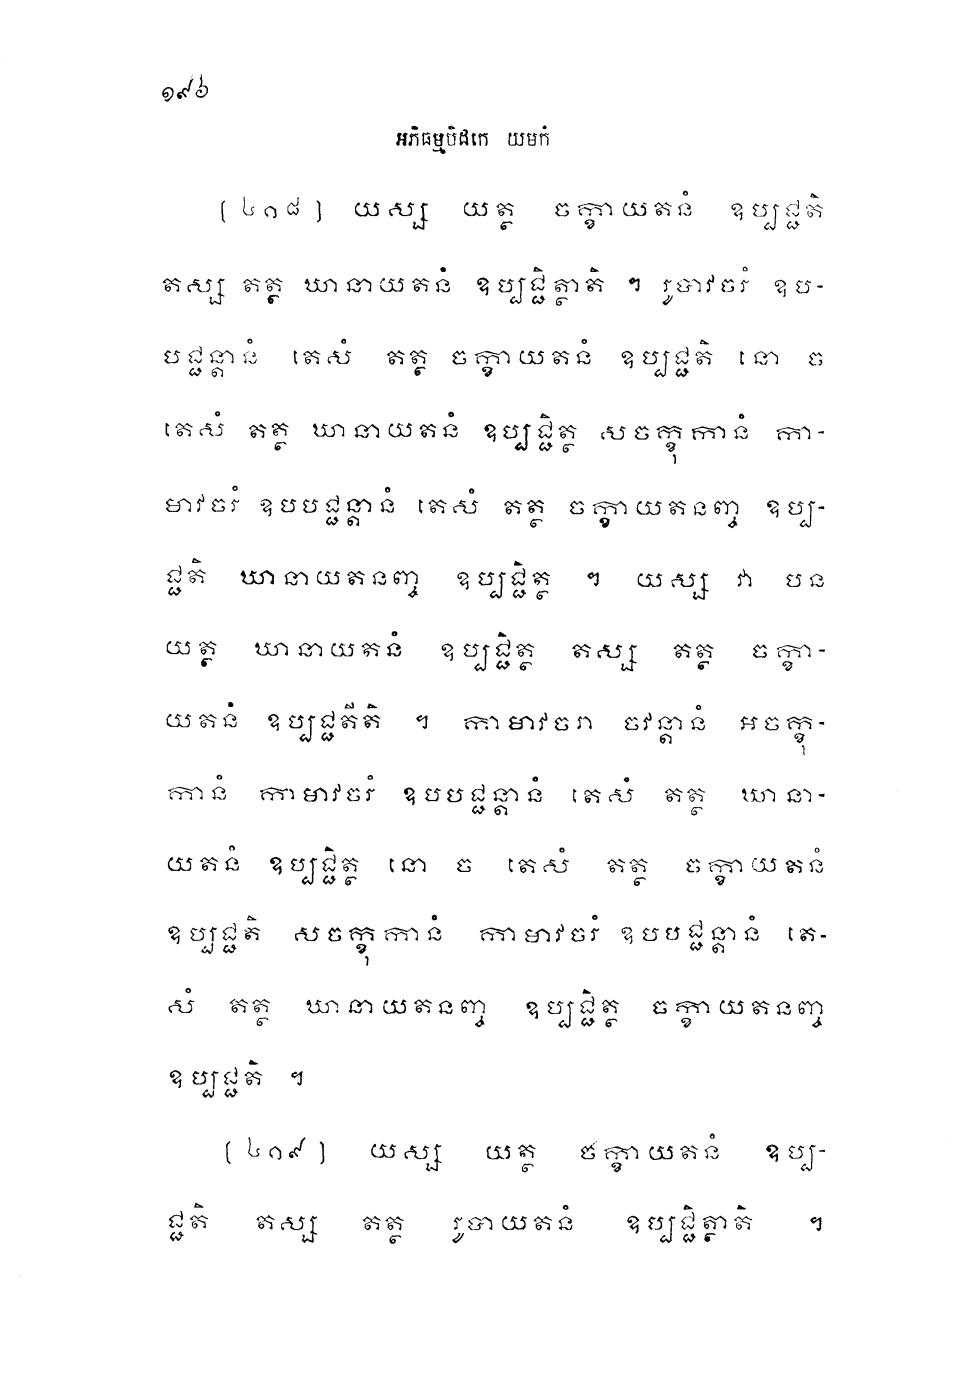 ១៩៦
អភិធម្មបិដកេ យមកំ
(៤១៨) យស្ស យត្ថ ចក្ខាយតនំ ឧប្បជ្ជតិ
តស្ស តត្ថ ឃានាយតនំ ឧប្បជ្ជិត្ថាតិ ។ រូបាវចរំ ឧប-
បជ្ជន្តានំ តេសំ តត្ថ ចក្ខាយតនំ ឧប្បជ្ជតិ នោ ច
តេសំ តត្ថ ឃានាយតនំ ឧប្បជ្ជិត្ថ សចក្ខុកានំ កា-
មាវចរំ ឧបបជ្ជន្តានំ តេសំ តត្ថ ចក្ខាយតនញ្ច ឧប្ប-
ជ្ជតិ ឃានាយតនញ្ច ឧប្បជ្ជិត្ថ ។ យស្ស វា បន
យត្ថ ឃានាយតនំ ឧប្បជ្ជិត្ថ តស្ស តត្ថ ចក្ខា-
យតនំ ឧប្បជ្ជតីតិ ។ កាមាវចរា ចវន្តានំ អចក្ខុ-
កានំ កាមាវចរំ ឧបបជ្ជន្តានំ តេសំ តត្ថ ឃានា-
យតនំ ឧប្បជ្ជិត្ថ នោ ច តេសំ តត្ថ ចក្ខាយតនំ
ឧប្បជ្ជតិ សចក្ខុកានំ កាមាវចរំ ឧបបជ្ជន្តានំ តេ-
សំ តត្ថ ឃានាយតនញ្ច ឧប្បជ្ជិត្ថ ចក្ខាយតនញ្ច
ឧប្បជ្ជតិ ។
(៤១៩) យស្ស យត្ថ ចក្ខាយតនំ ឧប្ប-
ជ្ជតិ តស្ស តត្ថ រូបាយតនំ ឧប្បជ្ជិត្ថាតិ ។